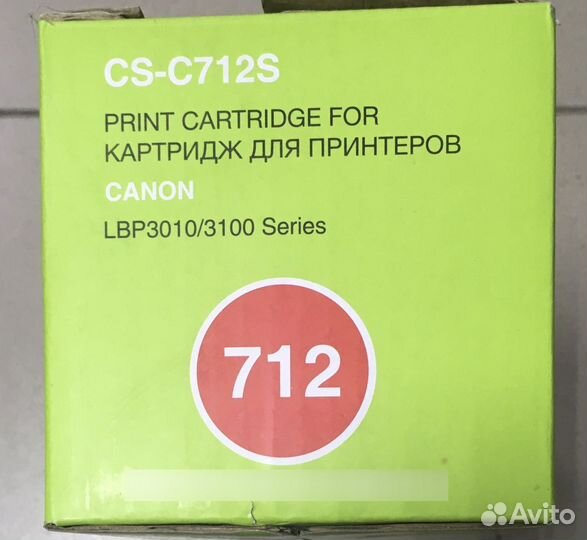 CS-C712S
PRINT CARTRIDGE FOR
КАРТРИДЖ ДЛЯ ПРИНТЕРОВ
CANON
LBP3010/3100 Series
712
Avito